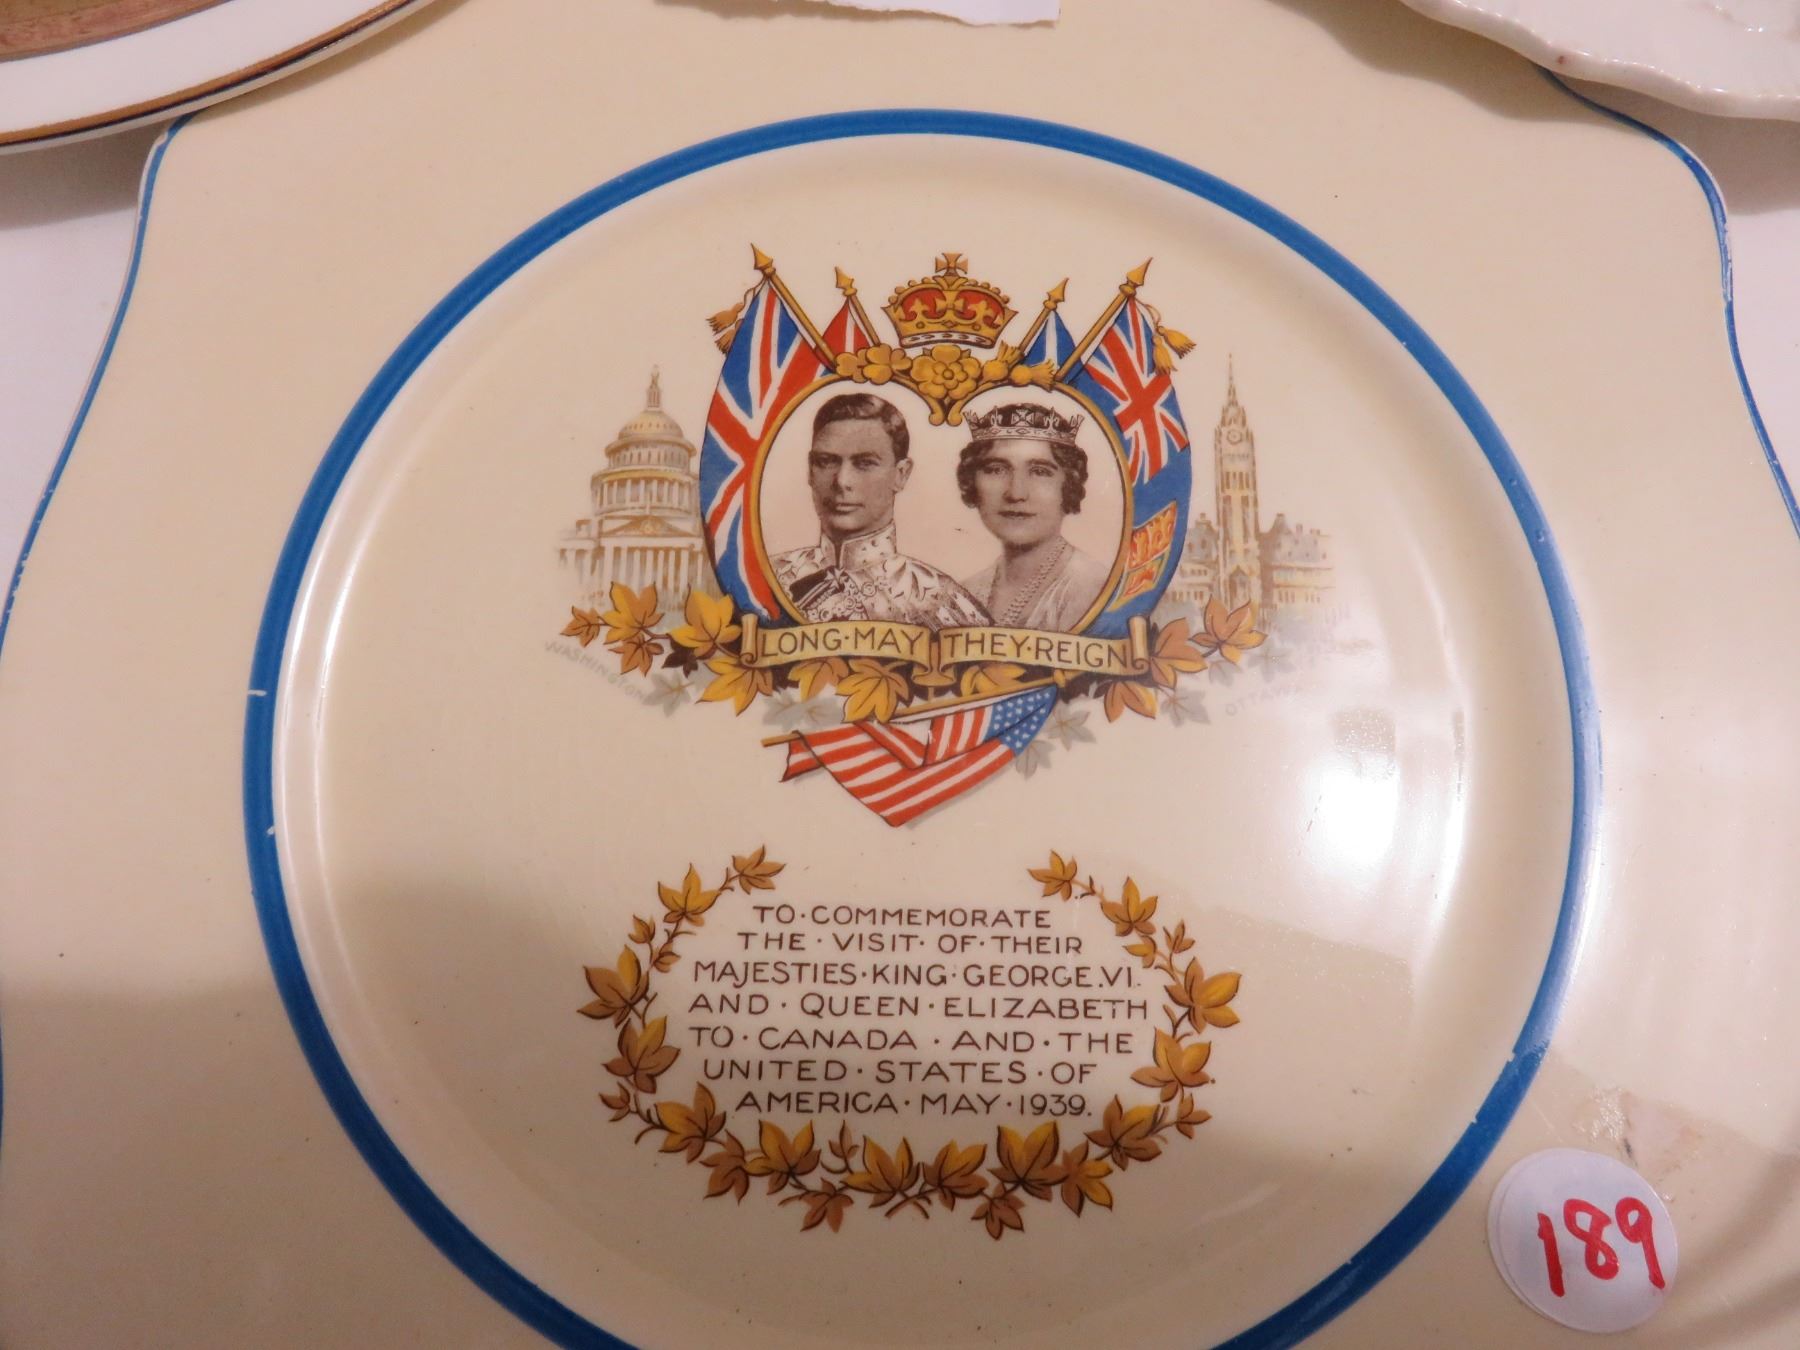 LONG·MAY THEY·REIGN
WASHINGTON
OTTAWA
TO·COMMEMORATE
THE·VISIT·OF·THEIR
MAJESTIES·KING·GEORGE.VI.
AND·QUEEN·ELIZABETH
TO·CANADA·AND·THE
UNITED·STATES·OF
AMERICA·MAY·1939.
189